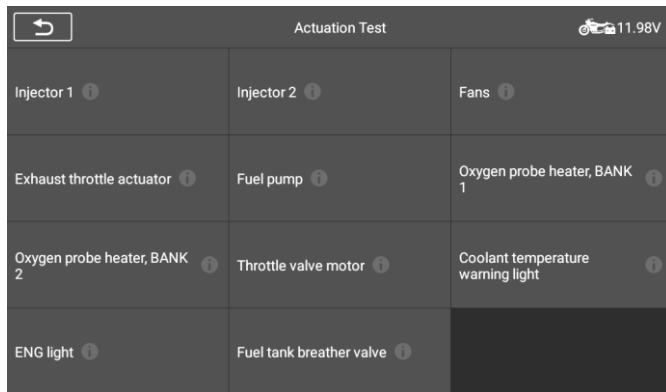 Actuation Test
11.98V
Injector 1
Injector 2
Fans
Exhaust throttle actuator
Fuel pump
Oxygen probe heater, BANK
1
Oxygen probe heater, BANK
2
Throttle valve motor
Coolant temperature
warning light
ENG light
Fuel tank breather valve